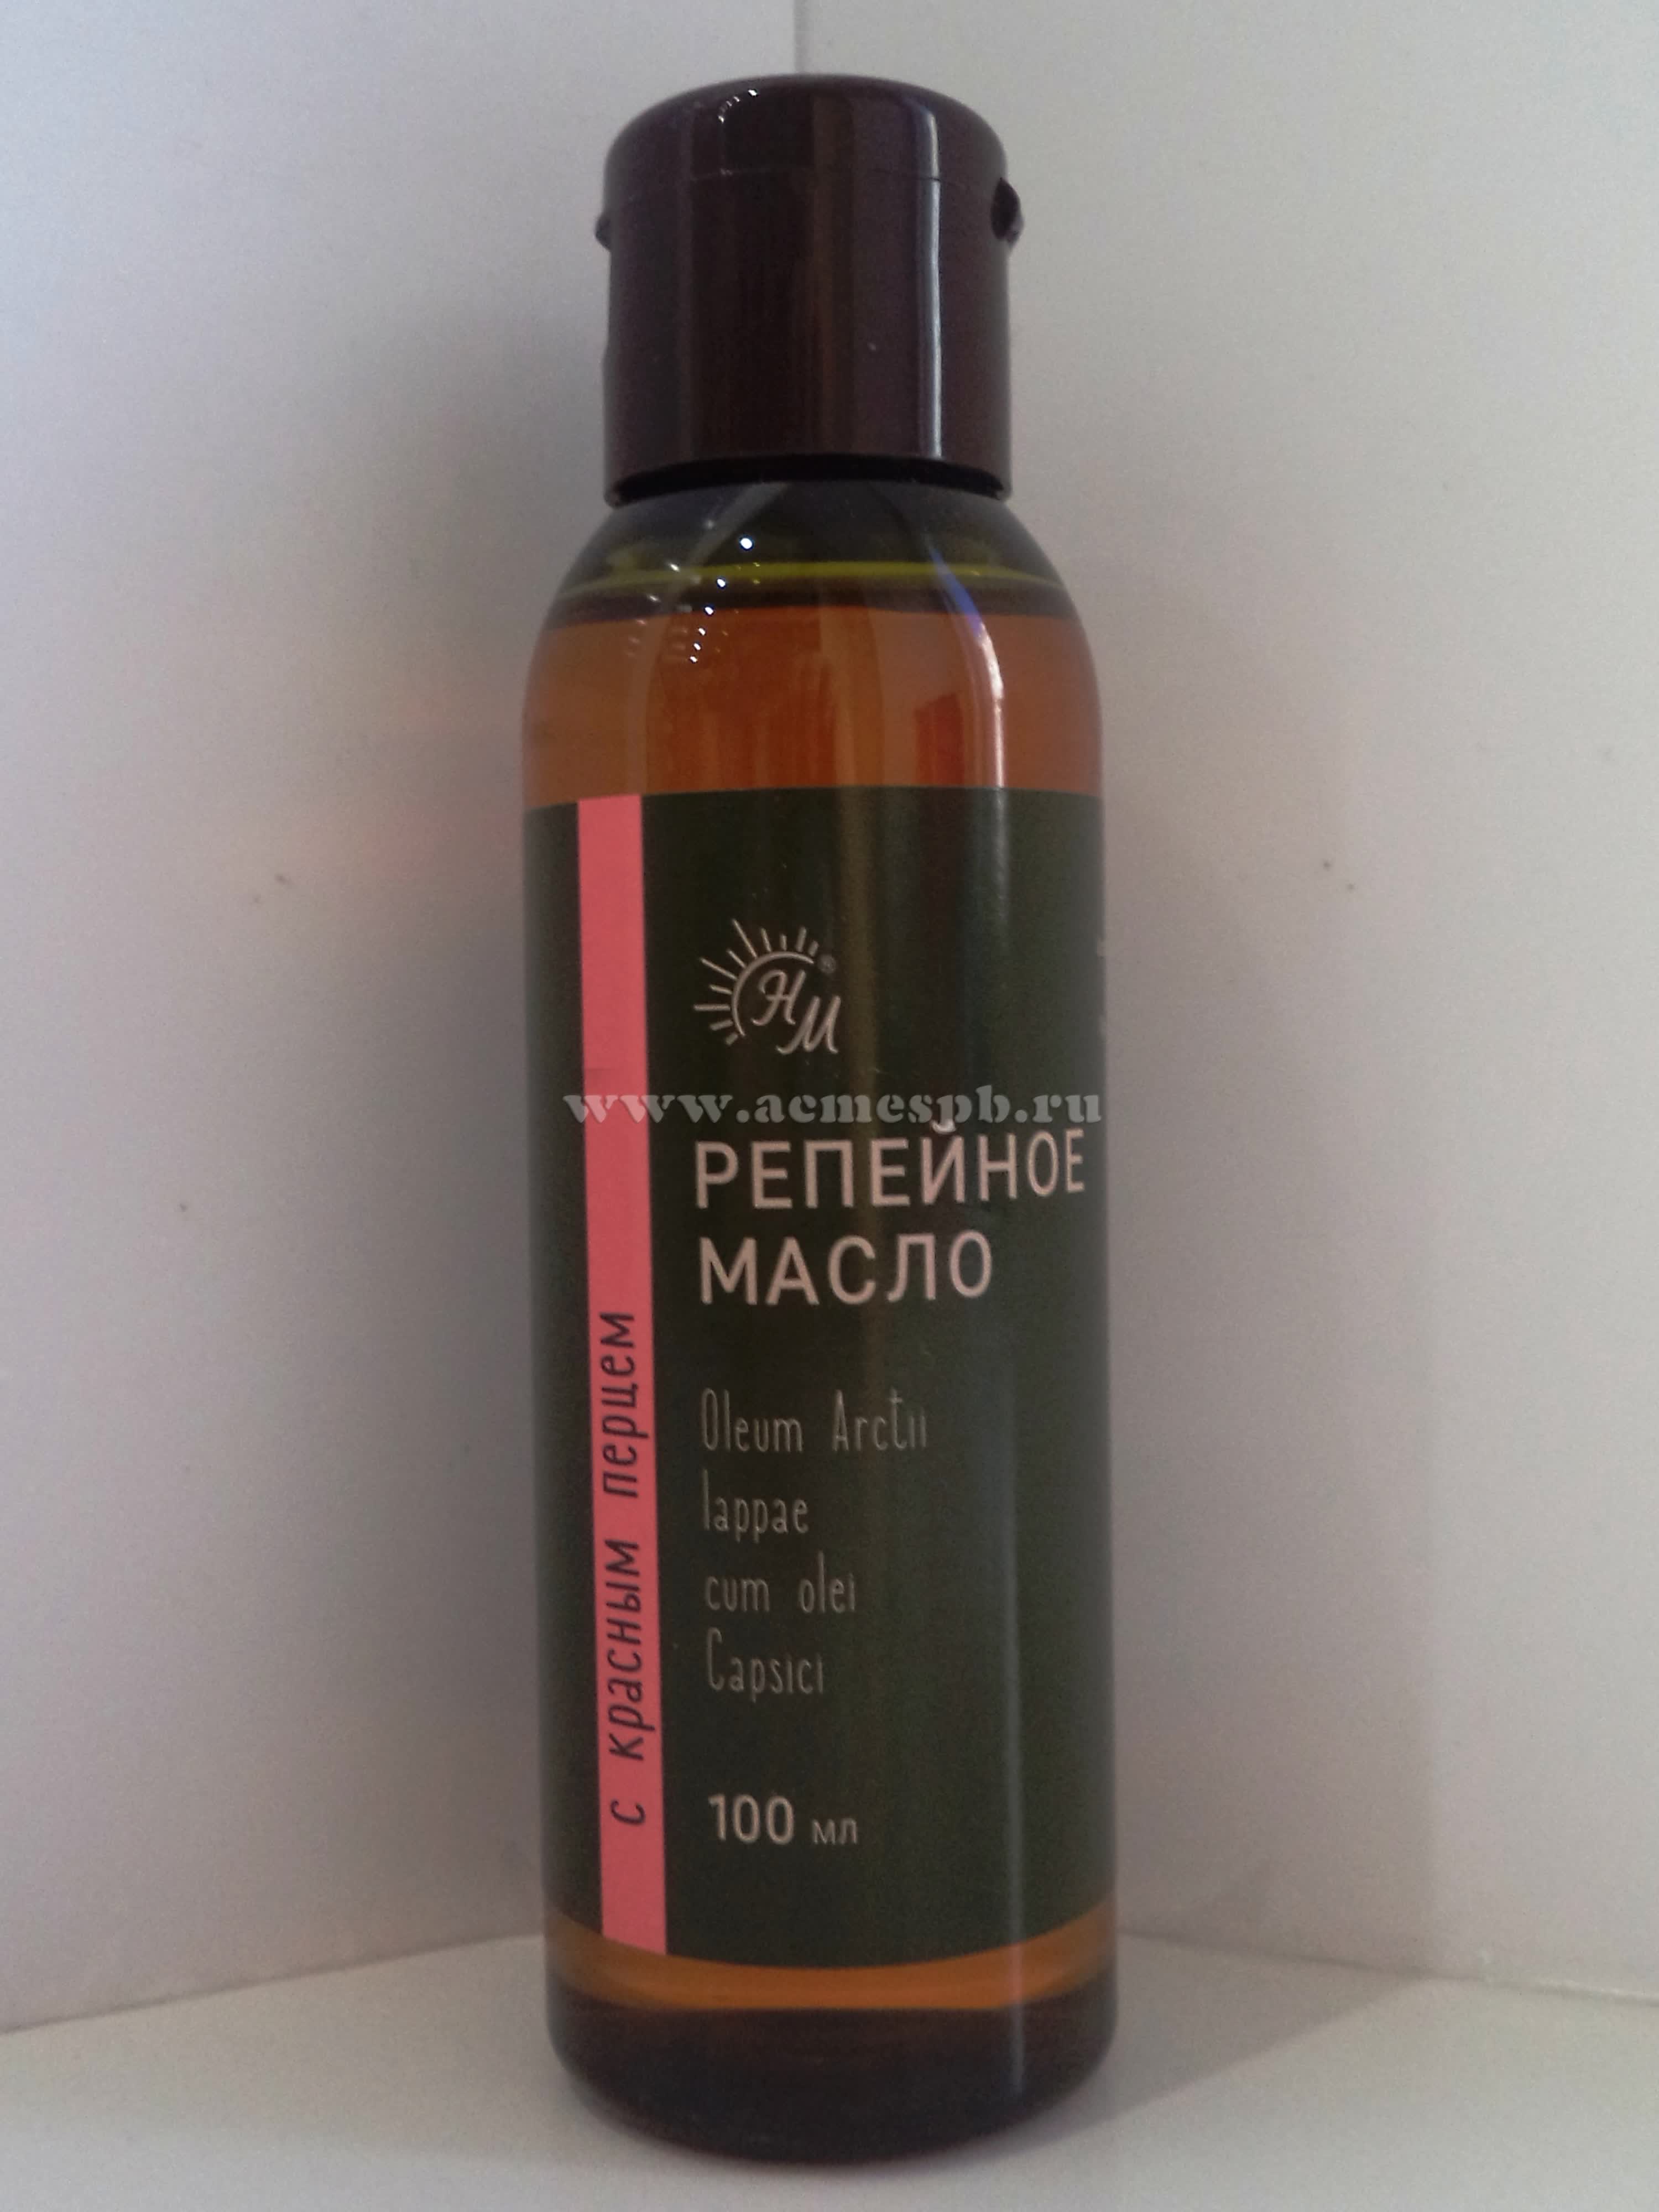 НМ®
www.acmespb.ru
РЕПЕЙНОЕ
МАСЛО
с красным перцем
Oleum Arctii
lappae
cum olei
Capsici
100 мл